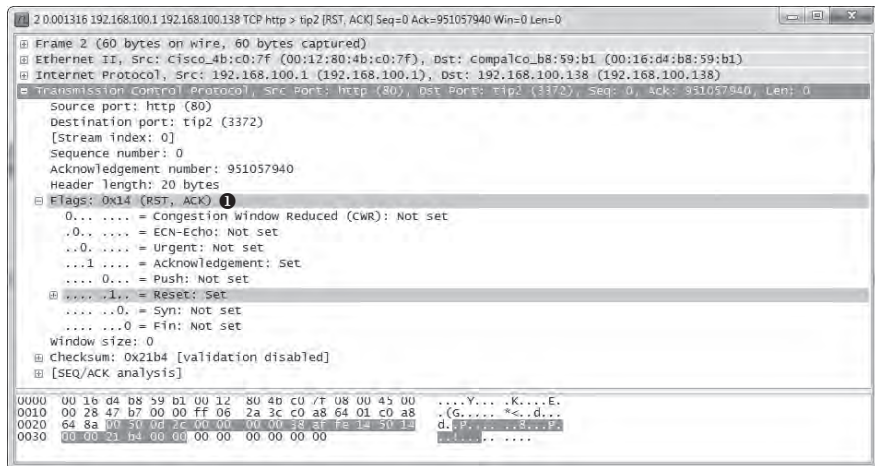 2 0.001316 192.168.100.1 192.168.100.138 TCP http > tip2 [RST, ACK] Seq=0 Ack=951057940 Win=0 Len=0
Frame 2 (60 bytes on wire, 60 bytes captured)
Ethernet II, Src: Cisco_4b:c0:7f (00:12:80:4b:c0:7f), Dst: CompalCo_b8:59:b1 (00:16:d4:b8:59:b1)
Internet Protocol, Src: 192.168.100.1 (192.168.100.1), Dst: 192.168.100.138 (192.168.100.138)
Transmission Control Protocol, Src Port: http (80), Dst Port: tip2 (3372), Seq: 0, Ack: 951057940, Len: 0
Source port: http (80)
Destination port: tip2 (3372)
[Stream index: 0]
Sequence number: 0
Acknowledgement number: 951057940
Header length: 20 bytes
Flags: 0x14 (RST, ACK) ❶
0... .... = Congestion Window Reduced (CWR): Not set
.0.. .... = ECN-Echo: Not set
..0. .... = Urgent: Not set
...1 .... = Acknowledgement: Set
.... 0... = Push: Not set
.... .1.. = Reset: Set
.... ..0. = Syn: Not set
.... ...0 = Fin: Not set
Window size: 0
Checksum: 0x21b4 [validation disabled]
[SEQ/ACK analysis]
0000 00 16 d4 b8 59 b1 00 12 80 4b c0 7f 08 00 45 00 ....Y... .K....E.
0010 00 28 47 b7 00 00 ff 06 2a 3c c0 a8 64 01 c0 a8 .(G..... *<..d...
0020 64 8a 00 50 0d 2c 00 00 00 00 38 af fe 14 50 14 d..P.,.. ..8...P.
0030 00 00 21 b4 00 00 00 00 00 00 00 00 ..!..... ....